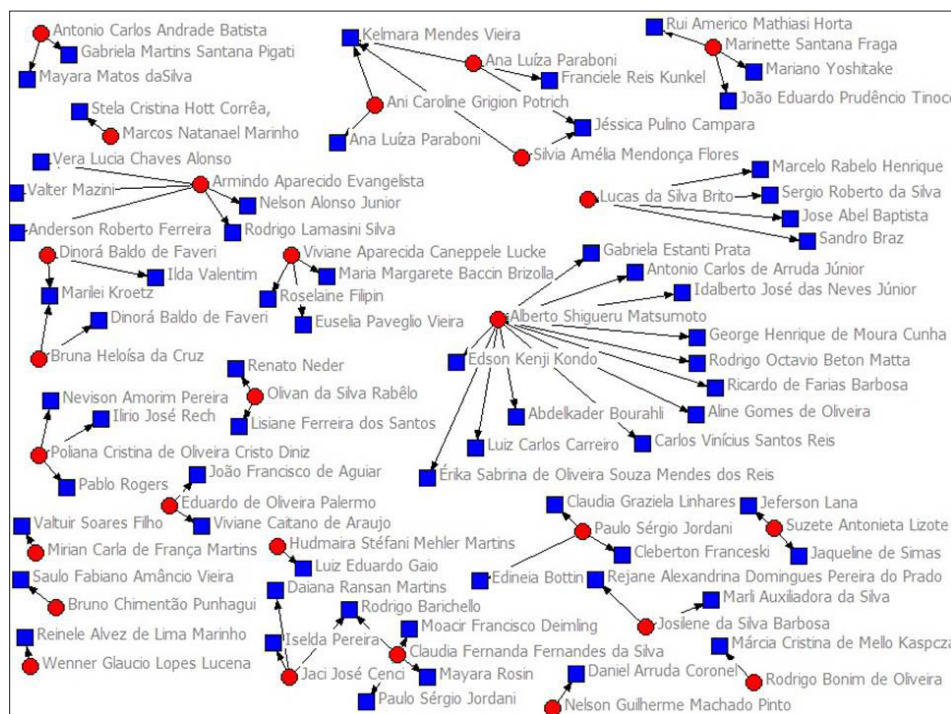 Antonio Carlos Andrade Batista
Gabriela Martins Santana Pigati
Mayara Matos daSilva
Kelmara Mendes Vieira
Ana Luíza Paraboni
Franciele Reis Kunkel
Rui Americo Mathiasi Horta
Marinette Santana Fraga
Mariano Yoshitake
João Eduardo Prudêncio Tinoco
Stela Cristina Hott Corrêa,
Marcos Natanael Marinho
Ani Caroline Grigion Potrich
Ana Luíza Paraboni
Jéssica Pulino Campara
Silvia Amélia Mendonça Flores
Vera Lucia Chaves Alonso
Armindo Aparecido Evangelista
Valter Mazini
Nelson Alonso Junior
Anderson Roberto Ferreira
Rodrigo Lamasini Silva
Marcelo Rabelo Henrique
Lucas da Silva Brito
Sergio Roberto da Silva
Jose Abel Baptista
Sandro Braz
Dinorá Baldo de Faveri
Ilda Valentim
Marilei Kroetz
Dinorá Baldo de Faveri
Bruna Heloísa da Cruz
Viviane Aparecida Caneppele Lucke
Maria Margarete Baccin Brizolla
Roselaine Filipin
Euselia Paveglio Vieira
Gabriela Estanti Prata
Antonio Carlos de Arruda Júnior
Idalberto José das Neves Júnior
Alberto Shigueru Matsumoto
George Henrique de Moura Cunha
Edson Kenji Kondo
Rodrigo Octavio Beton Matta
Ricardo de Farias Barbosa
Abdelkader Bourahli
Aline Gomes de Oliveira
Luiz Carlos Carreiro
Carlos Vinícius Santos Reis
Érika Sabrina de Oliveira Souza Mendes dos Reis
Renato Neder
Olivan da Silva Rabêlo
Lisiane Ferreira dos Santos
Nevison Amorim Pereira
Ilirio José Rech
Poliana Cristina de Oliveira Cristo Diniz
Pablo Rogers
João Francisco de Aguiar
Eduardo de Oliveira Palermo
Viviane Caitano de Araujo
Valtuir Soares Filho
Mirian Carla de França Martins
Hudmaira Stéfani Mehler Martins
Luiz Eduardo Gaio
Claudia Graziela Linhares
Paulo Sérgio Jordani
Cleberton Franceski
Edineia Bottin
Jeferson Lana
Suzete Antonieta Lizote
Jaqueline de Simas
Saulo Fabiano Amâncio Vieira
Bruno Chimentão Punhagui
Daiana Ransan Martins
Rodrigo Barichello
Iselda Pereira
Moacir Francisco Deimling
Claudia Fernanda Fernandes da Silva
Jaci José Cenci
Mayara Rosin
Paulo Sérgio Jordani
Rejane Alexandrina Domingues Pereira do Prado
Marli Auxiliadora da Silva
Josilene da Silva Barbosa
Reinele Alvez de Lima Marinho
Wenner Glaucio Lopes Lucena
Daniel Arruda Coronel
Nelson Guilherme Machado Pinto
Márcia Cristina de Mello Kaspcza
Rodrigo Bonim de Oliveira